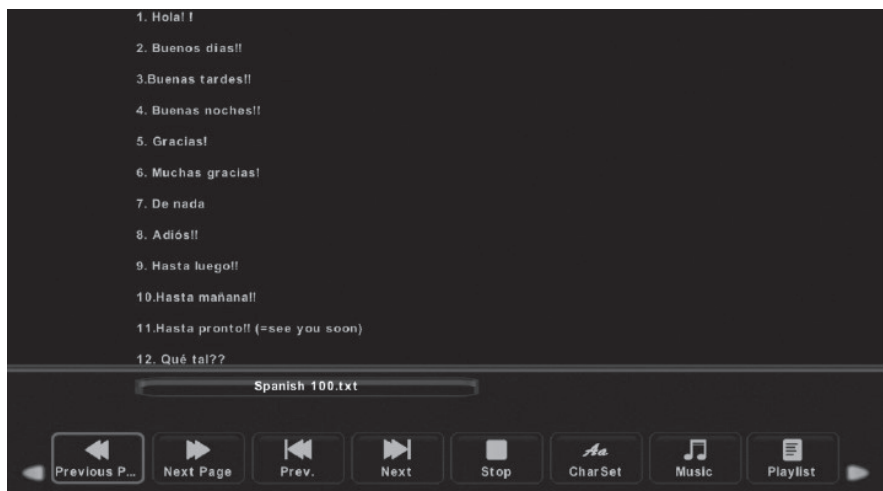 1. Hola! !
2. Buenos dias!!
3.Buenas tardes!!
4. Buenas noches!!
5. Gracias!
6. Muchas gracias!
7. De nada
8. Adiós!!
9. Hasta luego!!
10.Hasta mañana!!
11.Hasta pronto!! (=see you soon)
12. Qué tal??
Spanish 100.txt
Previous P... Next Page Prev. Next Stop CharSet Music Playlist